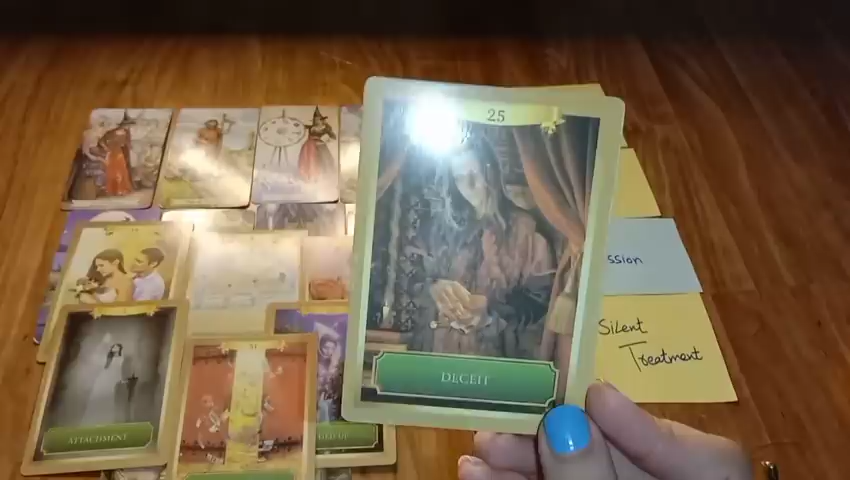 25
DECEIT
ssion
Silent
Treatment
ATTACHMENT